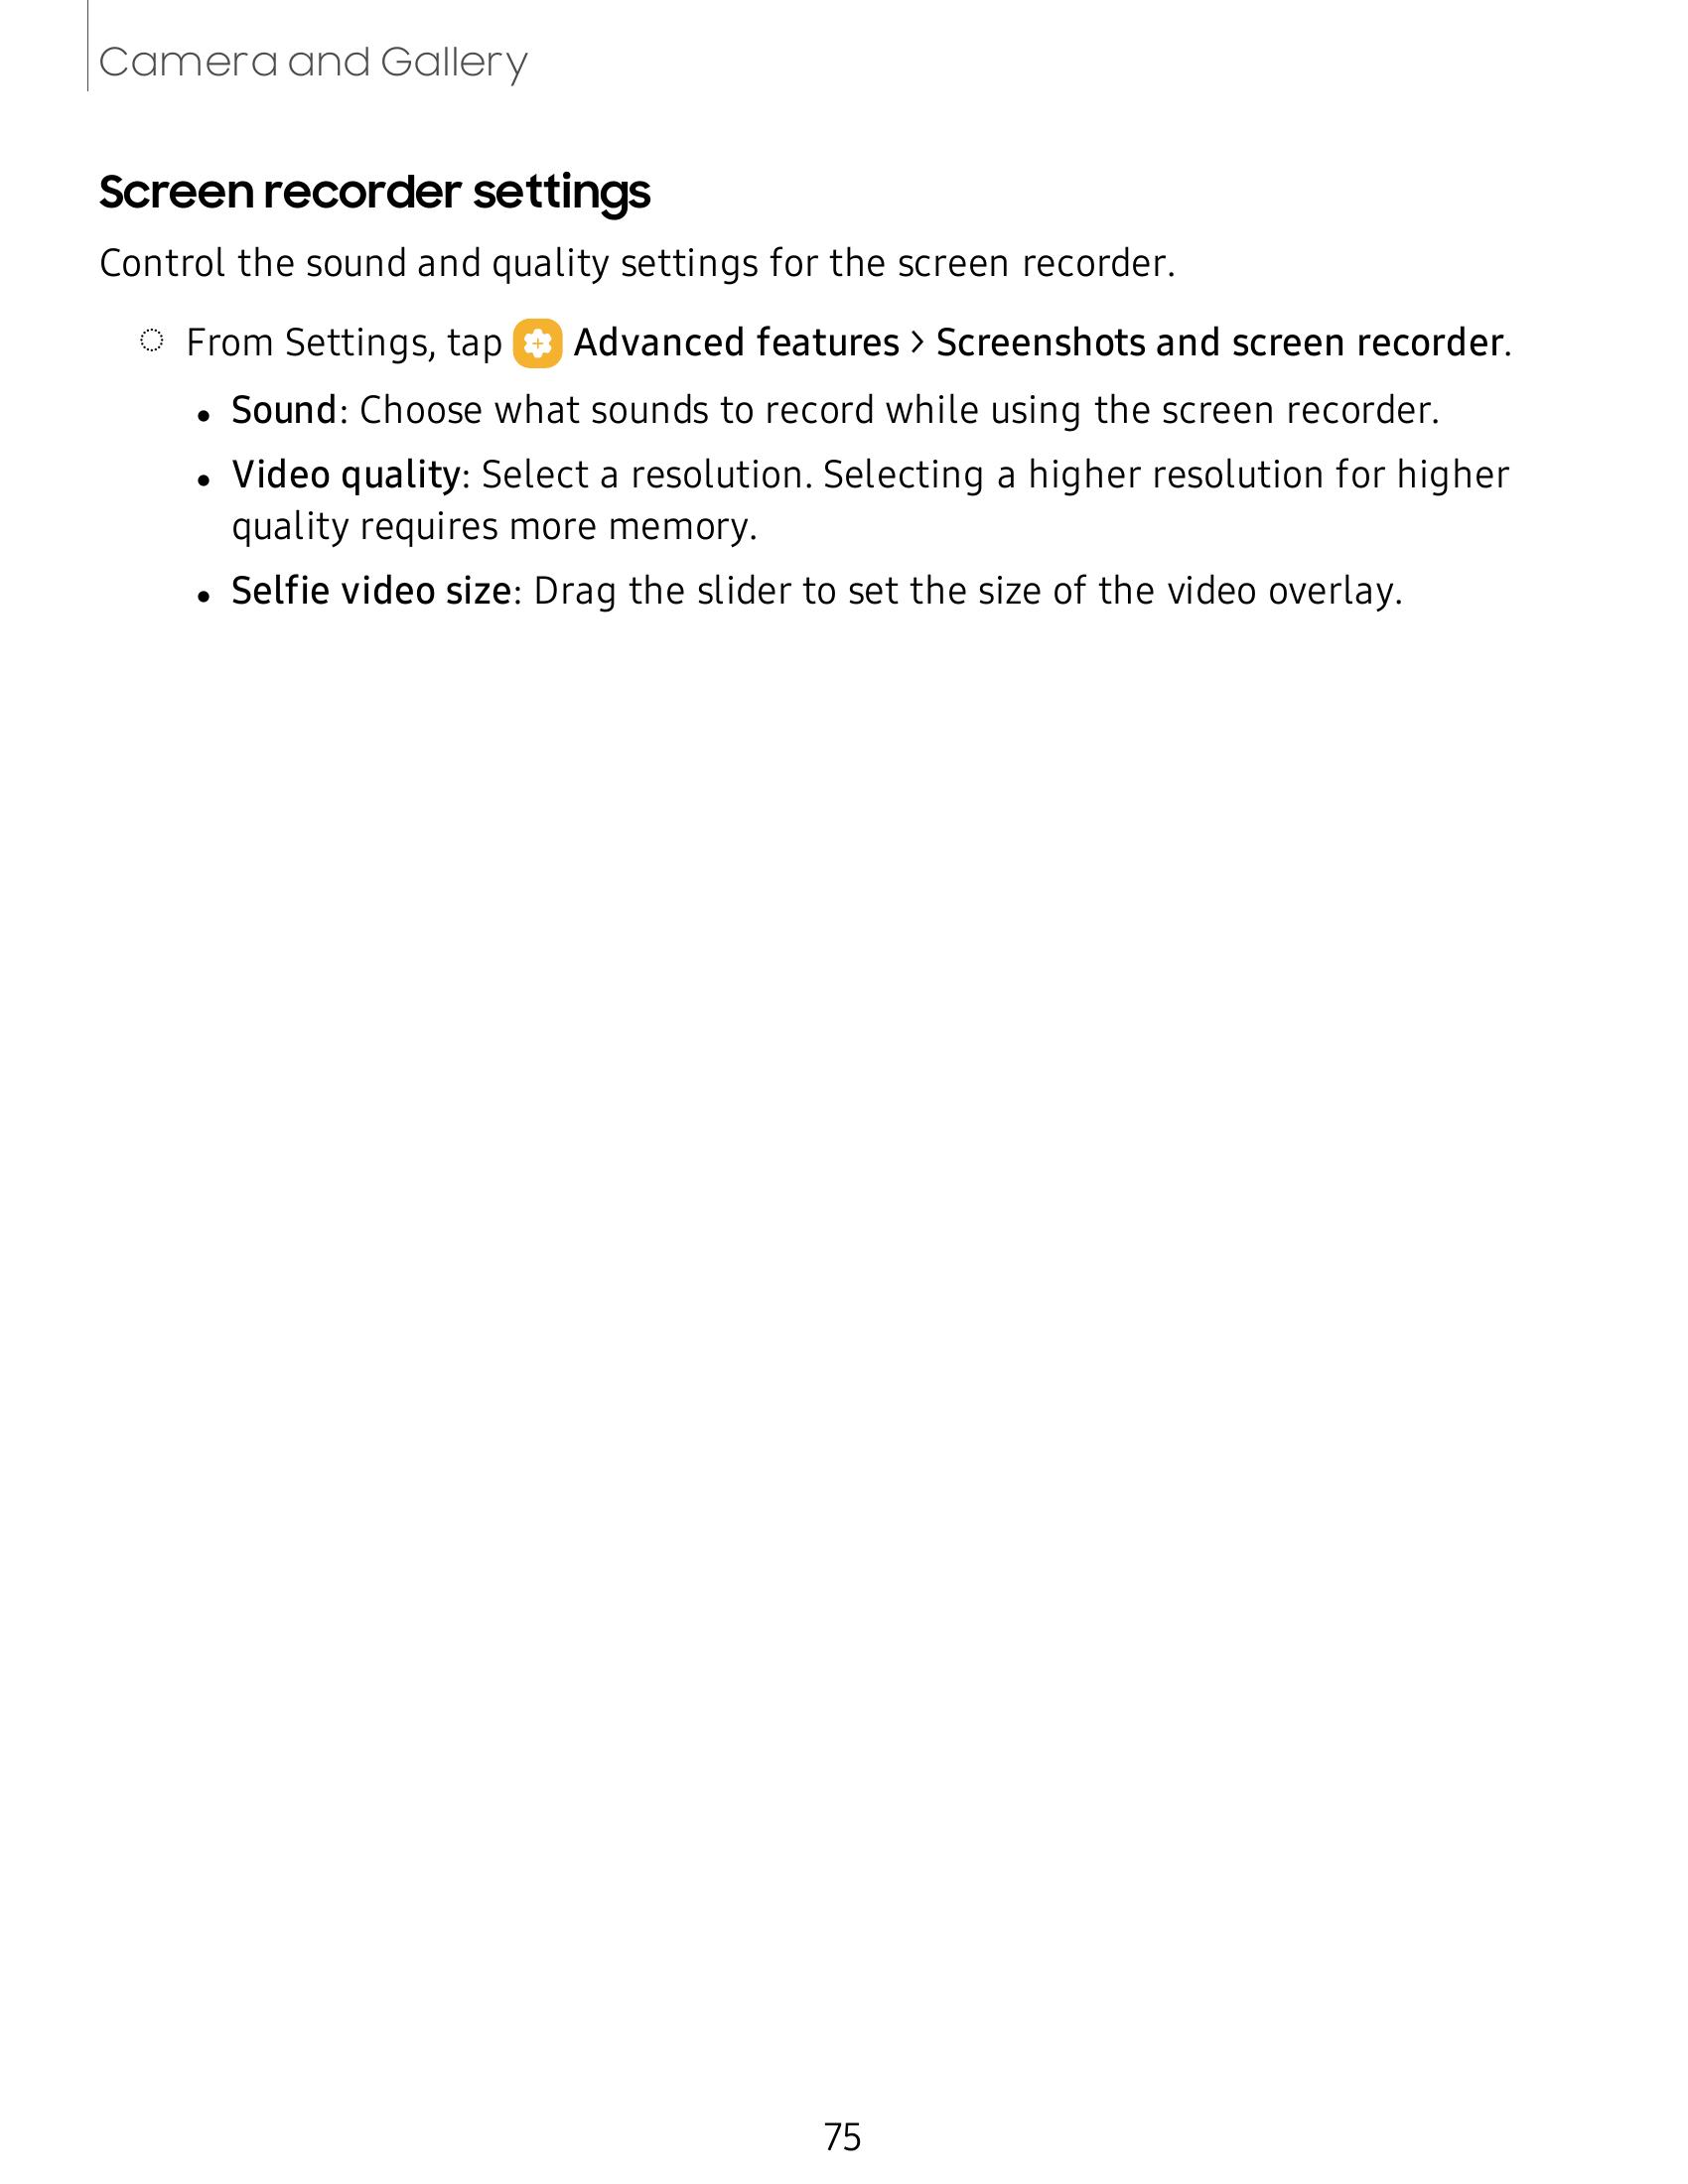 Camera and Gallery
Screen recorder settings
Control the sound and quality settings for the screen recorder.
From Settings, tap Advanced features > Screenshots and screen recorder.
• Sound: Choose what sounds to record while using the screen recorder.
• Video quality: Select a resolution. Selecting a higher resolution for higher
quality requires more memory.
• Selfie video size: Drag the slider to set the size of the video overlay.
75